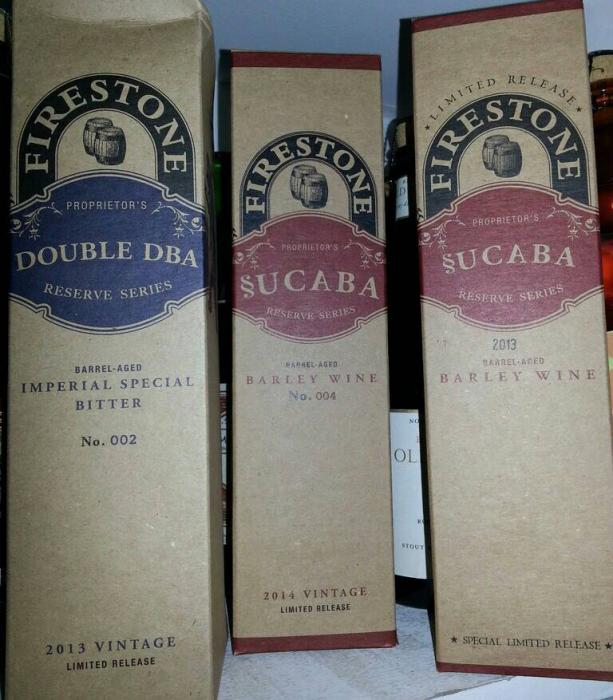 FIRESTONE
PROPRIETOR'S
DOUBLE DBA
RESERVE SERIES
BARREL-AGED
IMPERIAL SPECIAL
BITTER
No. 002
2013 VINTAGE
LIMITED RELEASE
FIRESTONE
PROPRIETOR'S
§UCABA
RESERVE SERIES
BARREL-AGED
BARLEY WINE
No. 004
2014 VINTAGE
LIMITED RELEASE
★ LIMITED RELEASE ★
FIRESTONE
PROPRIETOR'S
§UCABA
RESERVE SERIES
2013
BARREL-AGED
BARLEY WINE
★ SPECIAL LIMITED RELEASE ★
OL
STOUT